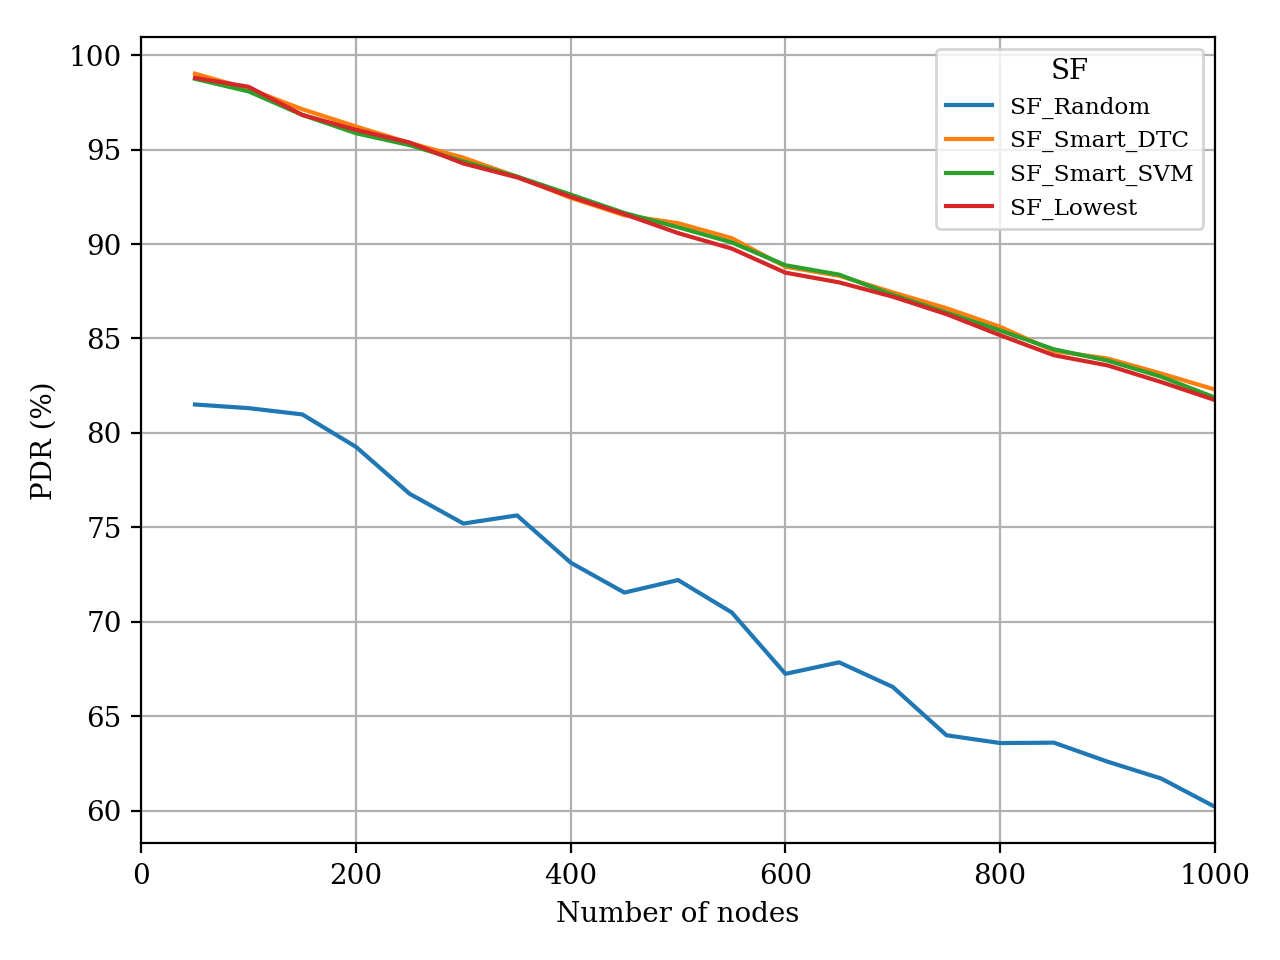 100
95
90
85
80
75
70
65
60
PDR (%)
0 200 400 600 800 1000
Number of nodes
SF
SF_Random
SF_Smart_DTC
SF_Smart_SVM
SF_Lowest